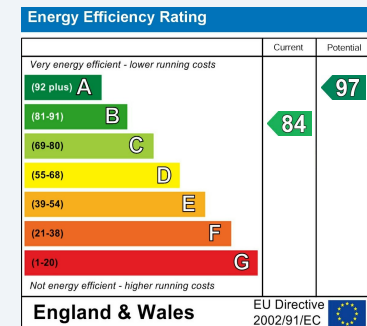 Energy Efficiency Rating
Current Potential
Very energy efficient - lower running costs
(92 plus) A 97
(81-91) B 84
(69-80) C
(55-68) D
(39-54) E
(21-38) F
(1-20) G
Not energy efficient - higher running costs
England & Wales
EU Directive
2002/91/EC